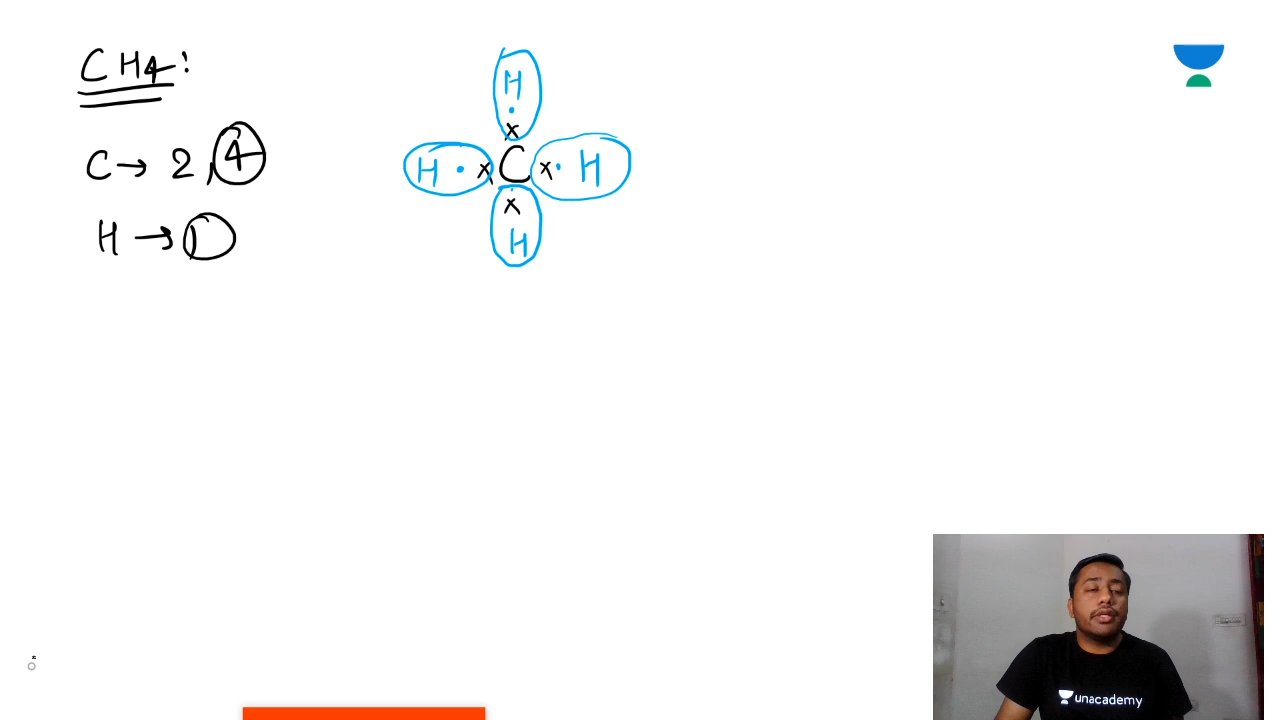 CH4:
C → 2,4
H → 1
H
H · x C x · H
x
H
unacademy